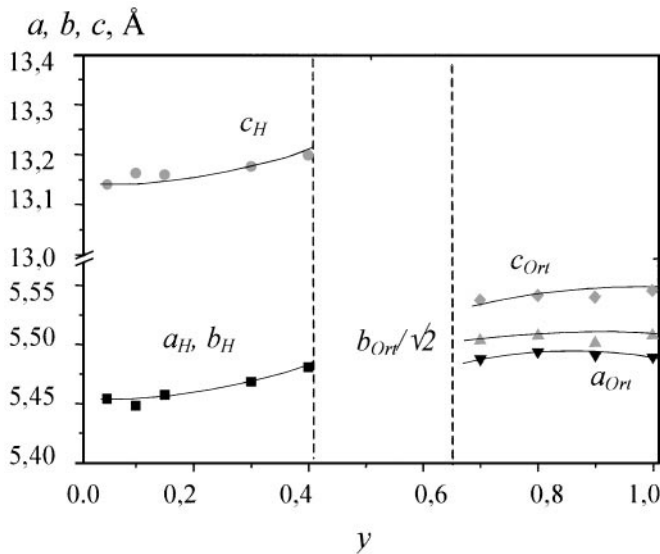 a, b, c, Å
13,4
13,3
c_H
13,2
13,1
13,0
c_Ort
5,55
a_H, b_H
b_Ort/√2
5,50
a_Ort
5,45
5,40
0.0 0,2 0,4 0,6 0,8 1,0
y